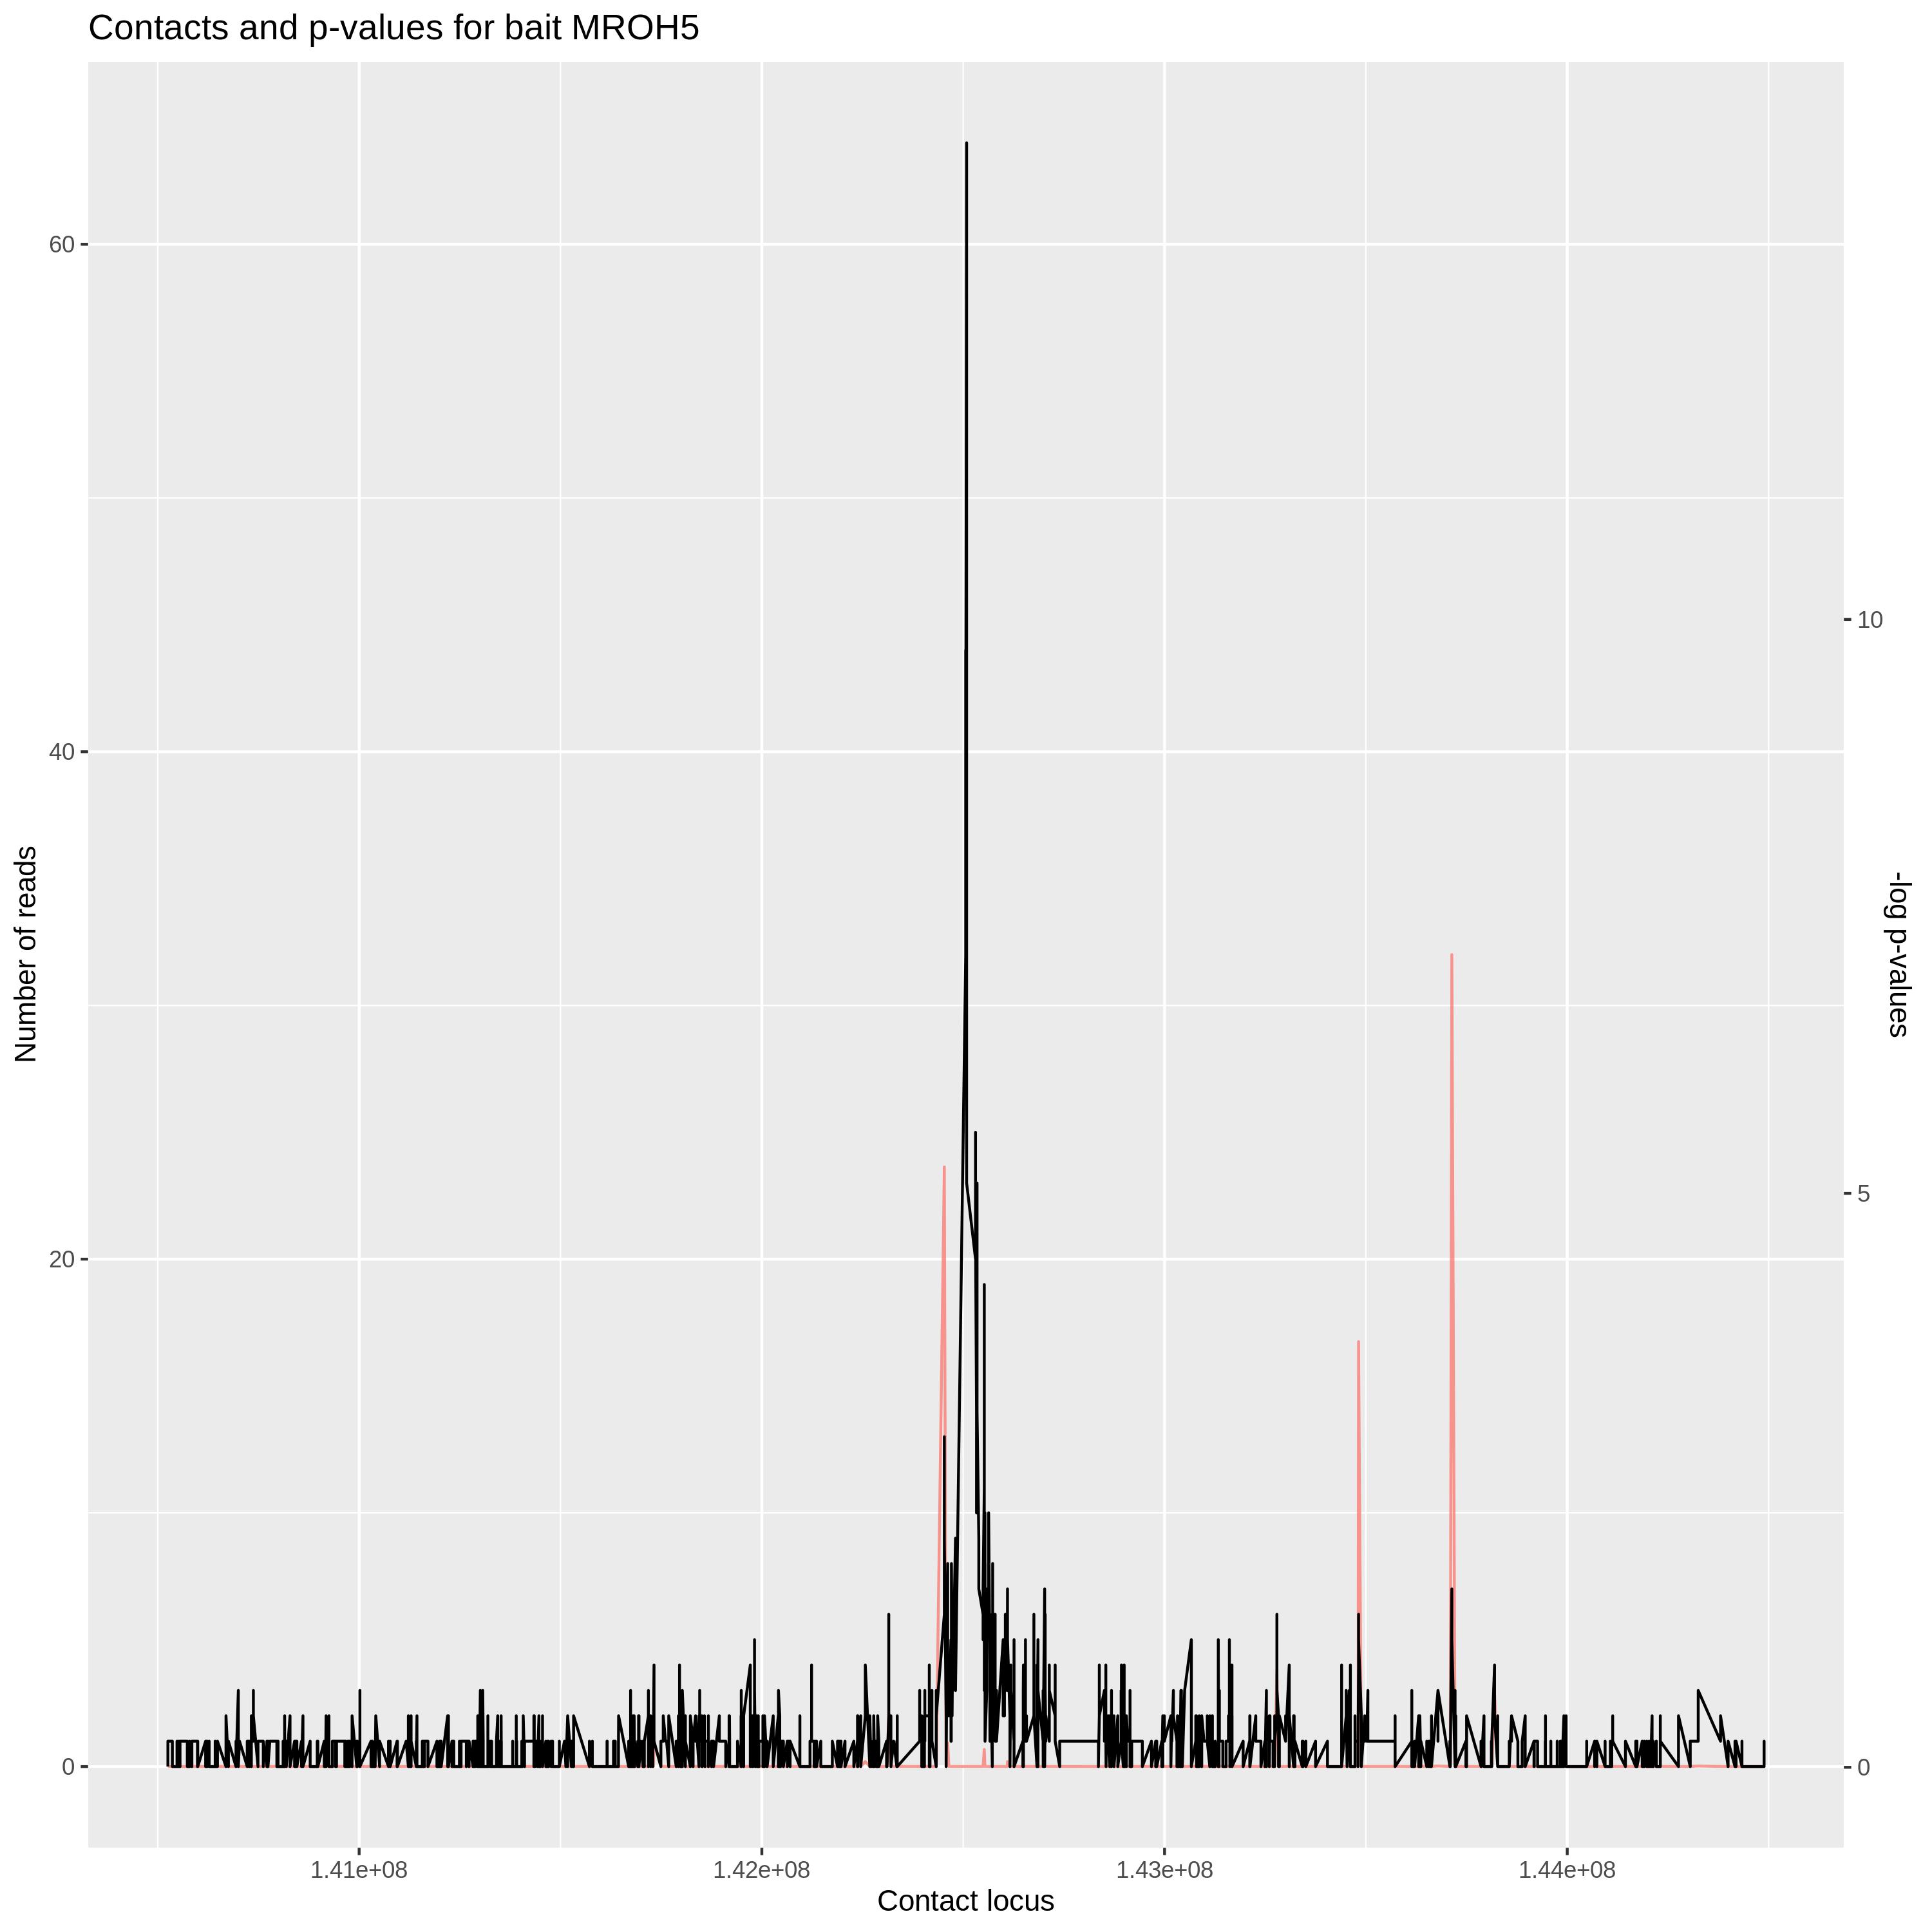 Contacts and p-values for bait MROH5
60
40
20
0
Number of reads
10
5
0
-log p-values
1.41e+08
1.42e+08
1.43e+08
1.44e+08
Contact locus